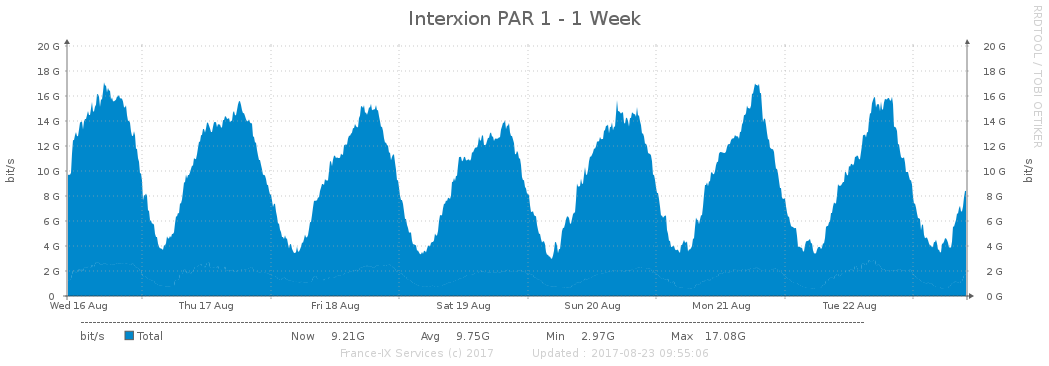 Interxion PAR 1 - 1 Week
RRDTOOL / TOBI OETIKER
bit/s
bit/s
20 G 20 G
18 G 18 G
16 G 16 G
14 G 14 G
12 G 12 G
10 G 10 G
8 G 8 G
6 G 6 G
4 G 4 G
2 G 2 G
0 0 G
Wed 16 Aug Thu 17 Aug Fri 18 Aug Sat 19 Aug Sun 20 Aug Mon 21 Aug Tue 22 Aug
bit/s Total Now 9.21G Avg 9.75G Min 2.97G Max 17.08G
France-IX Services (c) 2017 Updated : 2017-08-23 09:55:06